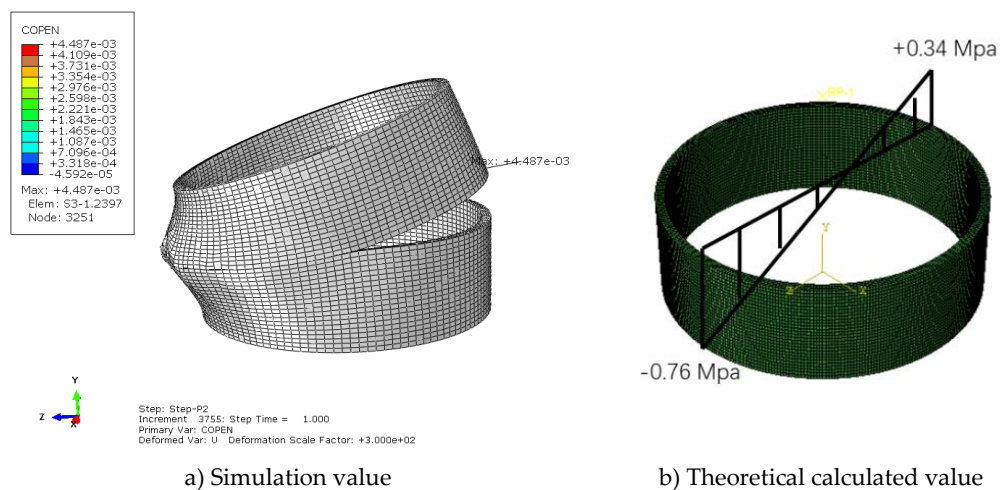 COPEN
+4.487e-03
+4.109e-03
+3.731e-03
+3.354e-03
+2.976e-03
+2.598e-03
+2.221e-03
+1.843e-03
+1.465e-03
+1.087e-03
+7.096e-04
+3.318e-04
-4.592e-05
Max: +4.487e-03
Elem: S3-1.2397
Node: 3251
Max: +4.487e-03
Y
Z
X
Step: Step-P2
Increment 3755: Step Time = 1.000
Primary Var: COPEN
Deformed Var: U Deformation Scale Factor: +3.000e+02
a) Simulation value
+0.34 Mpa
RP-1
Y
Z
X
-0.76 Mpa
b) Theoretical calculated value